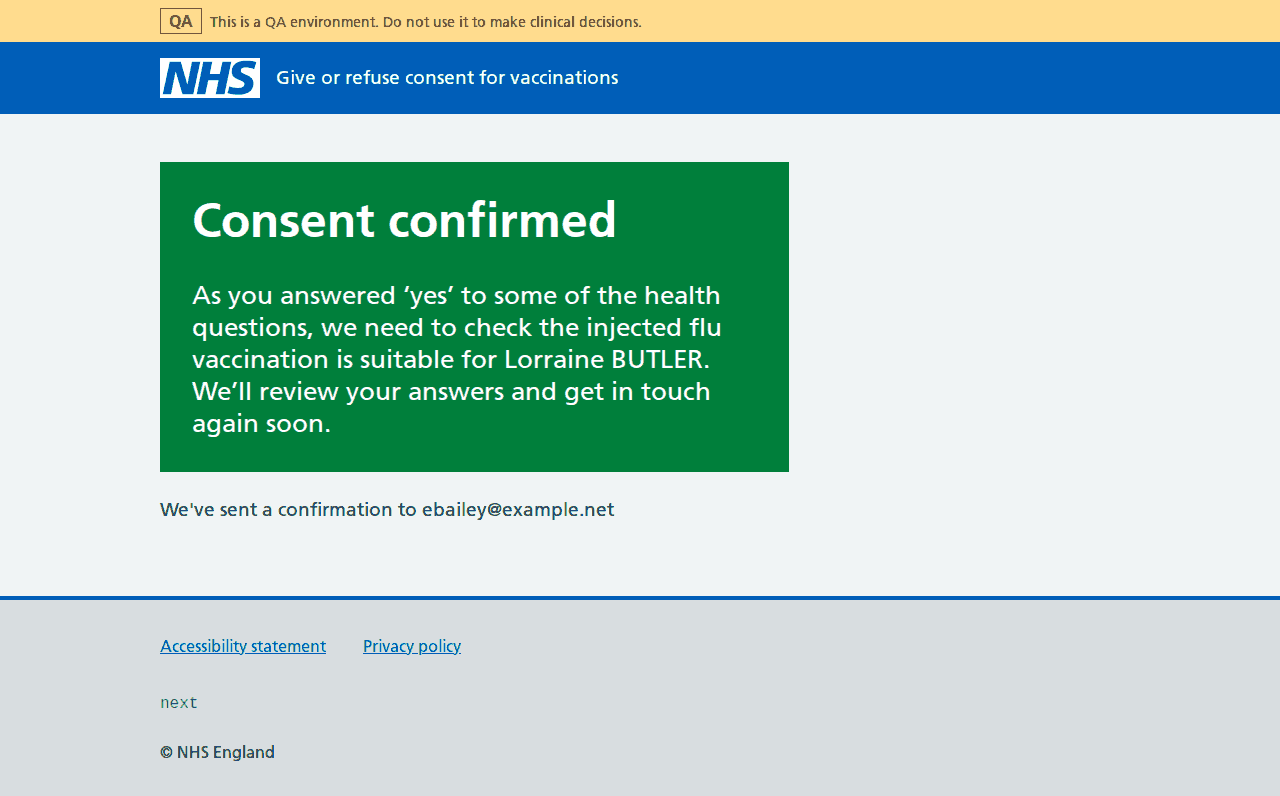 QA This is a QA environment. Do not use it to make clinical decisions.
NHS Give or refuse consent for vaccinations
Consent confirmed
As you answered ‘yes’ to some of the health
questions, we need to check the injected flu
vaccination is suitable for Lorraine BUTLER.
We’ll review your answers and get in touch
again soon.
We've sent a confirmation to ebailey@example.net
Accessibility statement Privacy policy
next
© NHS England